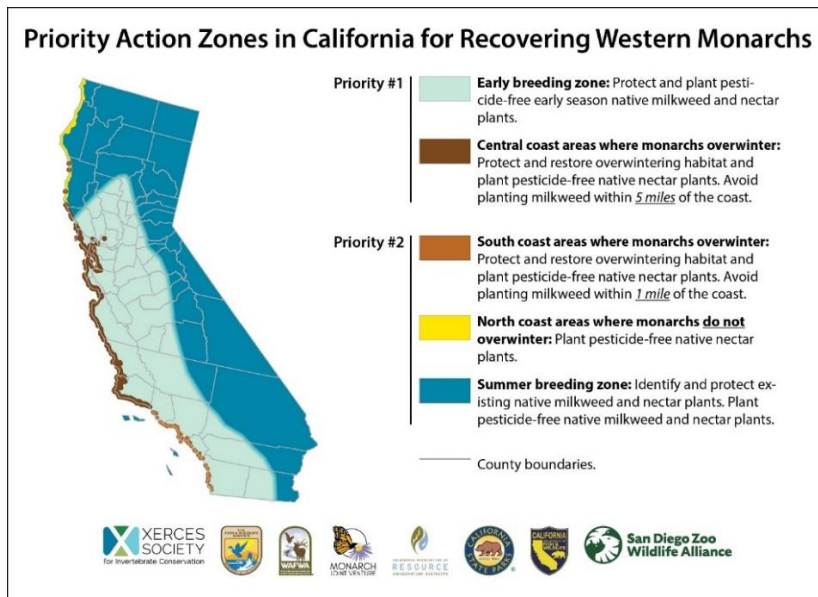 Priority Action Zones in California for Recovering Western Monarchs
Priority #1
Early breeding zone: Protect and plant pesti-
cide-free early season native milkweed and nectar
plants.
Central coast areas where monarchs overwinter:
Protect and restore overwintering habitat and
plant pesticide-free native nectar plants. Avoid
planting milkweed within 5 miles of the coast.
Priority #2
South coast areas where monarchs overwinter:
Protect and restore overwintering habitat and
plant pesticide-free native nectar plants. Avoid
planting milkweed within 1 mile of the coast.
North coast areas where monarchs do not
overwinter: Plant pesticide-free native nectar
plants.
Summer breeding zone: Identify and protect ex-
isting native milkweed and nectar plants. Plant
pesticide-free native milkweed and nectar plants.
County boundaries.
XERCES
SOCIETY
for Invertebrate Conservation
WAFWA
MONARCH
JOINT VENTURE
RESOURCE
CALIFORNIA
STATE PARKS
CALIFORNIA
San Diego Zoo
Wildlife Alliance